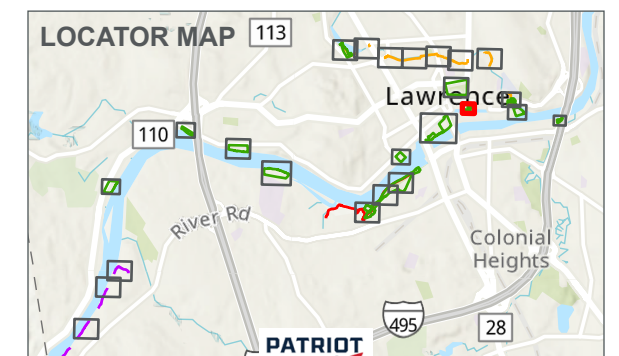 LOCATOR MAP
113
Lawrence
110
River Rd
Colonial
Heights
495
28
PATRIOT